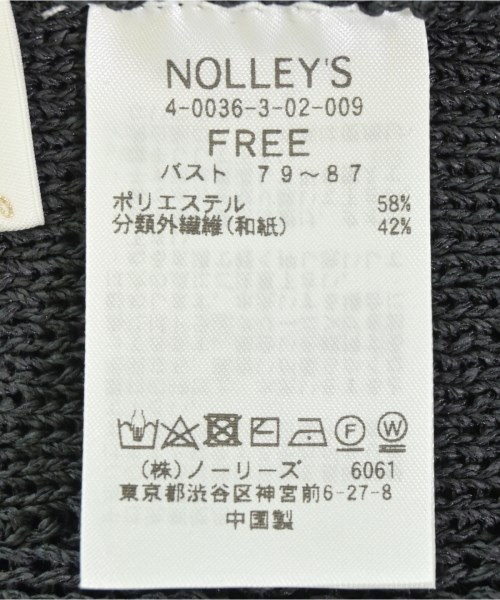 NOLLEY'S
4-0036-3-02-009
FREE
バスト 79~87
ポリエステル 58%
分類外繊維(和紙) 42%
F W
(株)ノーリーズ 6061
東京都渋谷区神宮前6-27-8
中国製